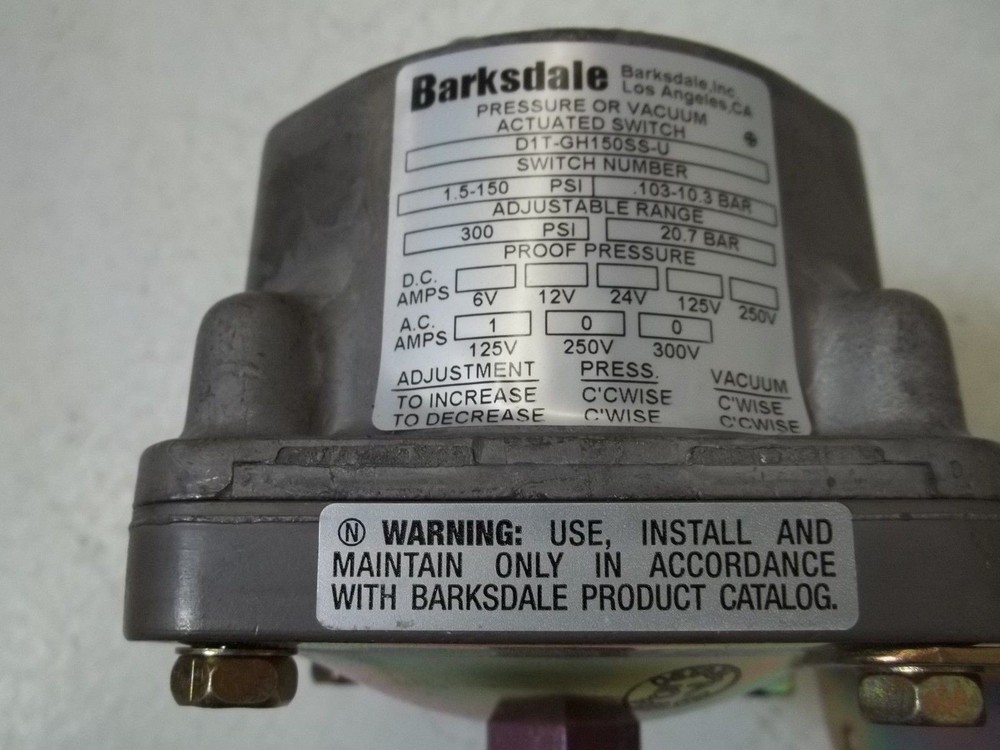 Barksdale Barksdale,Inc.
Los Angeles,CA
PRESSURE OR VACUUM
ACTUATED SWITCH
D1T-GH150SS-U
SWITCH NUMBER
1.5-150 PSI .103-10.3 BAR
ADJUSTABLE RANGE
300 PSI 20.7 BAR
PROOF PRESSURE
D.C.
AMPS
6V 12V 24V 125V 250V
A.C.
AMPS
1 0 0
125V 250V 300V
ADJUSTMENT PRESS. VACUUM
TO INCREASE C'CWISE C'WISE
TO DECREASE C'WISE C'CWISE
N WARNING: USE, INSTALL AND
MAINTAIN ONLY IN ACCORDANCE
WITH BARKSDALE PRODUCT CATALOG.